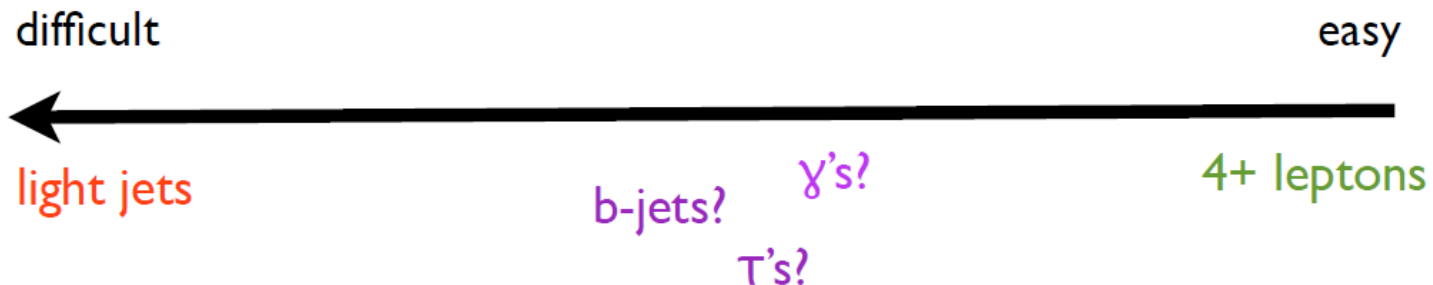 difficult
easy
light jets
b-jets?
γ's?
τ's?
4+ leptons